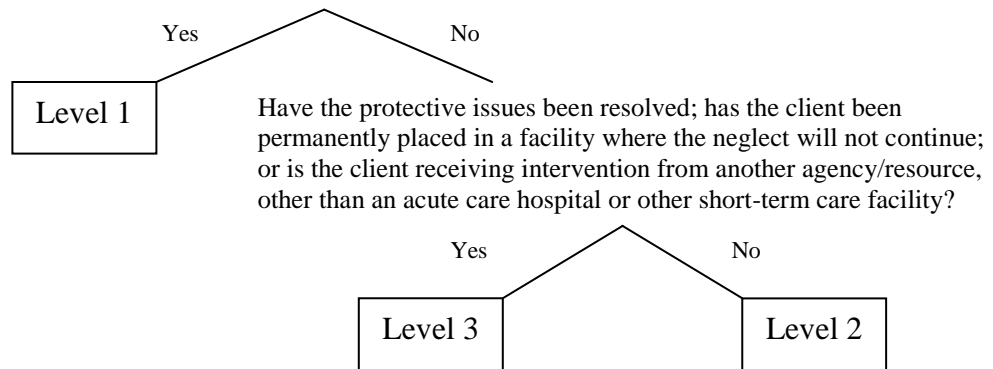 Yes No
Level 1
Have the protective issues been resolved; has the client been
permanently placed in a facility where the neglect will not continue;
or is the client receiving intervention from another agency/resource,
other than an acute care hospital or other short-term care facility?
Yes No
Level 3 Level 2